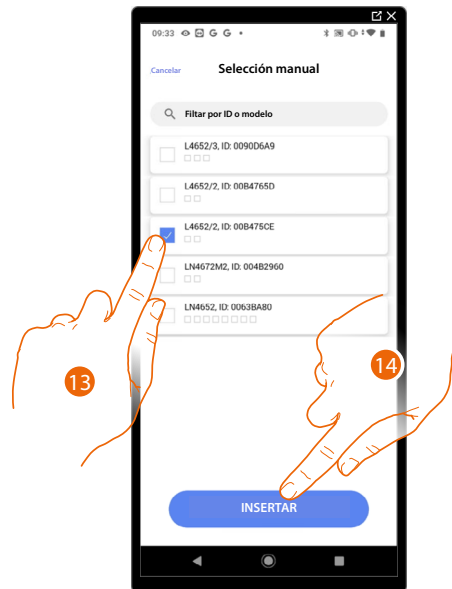 09:33 G G
Cancelar Selección manual
Filtar por ID o modelo
L4652/3, ID: 0090D6A9
L4652/2, ID: 00B4765D
L4652/2, ID: 00B475CE
LN4672M2, ID: 004B2960
LN4652, ID: 0063BA80
13
14
INSERTAR